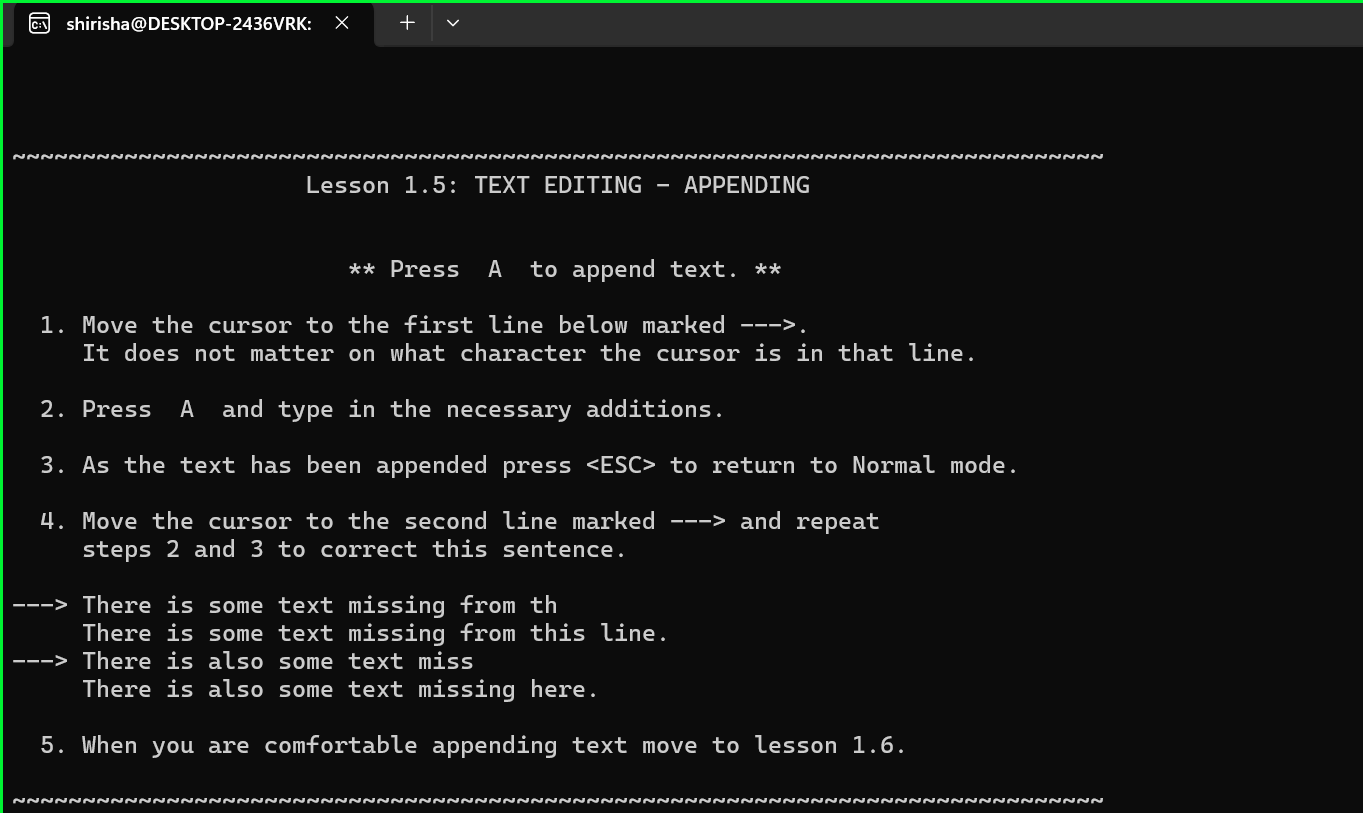 shirisha@DESKTOP-2436VRK:
~~~~~~~~~~~~~~~~~~~~~~~~~~~~~~~~~~~~~~~~~~~~~~~~~~~~~~~~~~~~~~~~~~~~~~~~~~~~~~
Lesson 1.5: TEXT EDITING - APPENDING
** Press  A  to append text. **
1. Move the cursor to the first line below marked --->.
It does not matter on what character the cursor is in that line.
2. Press  A  and type in the necessary additions.
3. As the text has been appended press <ESC> to return to Normal mode.
4. Move the cursor to the second line marked ---> and repeat
steps 2 and 3 to correct this sentence.
---> There is some text missing from th
There is some text missing from this line.
---> There is also some text miss
There is also some text missing here.
5. When you are comfortable appending text move to lesson 1.6.
~~~~~~~~~~~~~~~~~~~~~~~~~~~~~~~~~~~~~~~~~~~~~~~~~~~~~~~~~~~~~~~~~~~~~~~~~~~~~~